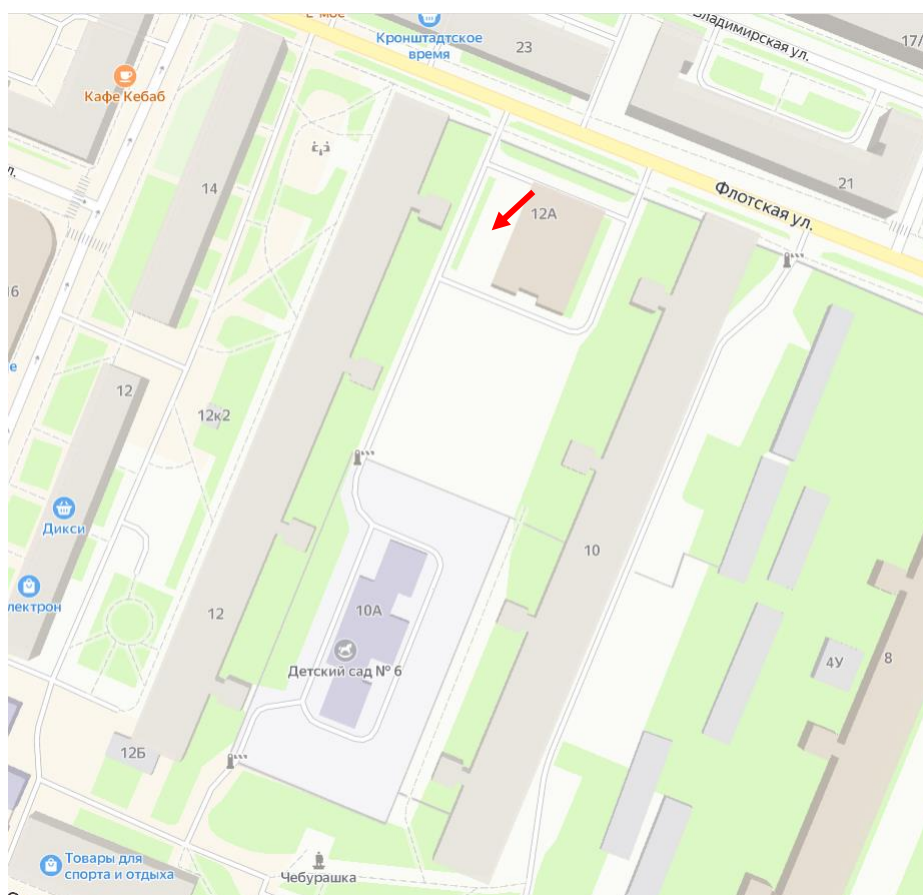 Е-мое
Кронштадтское
время
23
Владимирская ул.
17/
Кафе Кебаб
14
12А
21
Флотская ул.
л.
16
е
12
12к2
Дикси
10
лектрон
12
10А
Детский сад № 6
4У
8
12Б
Товары для
спорта и отдыха
Чебурашка